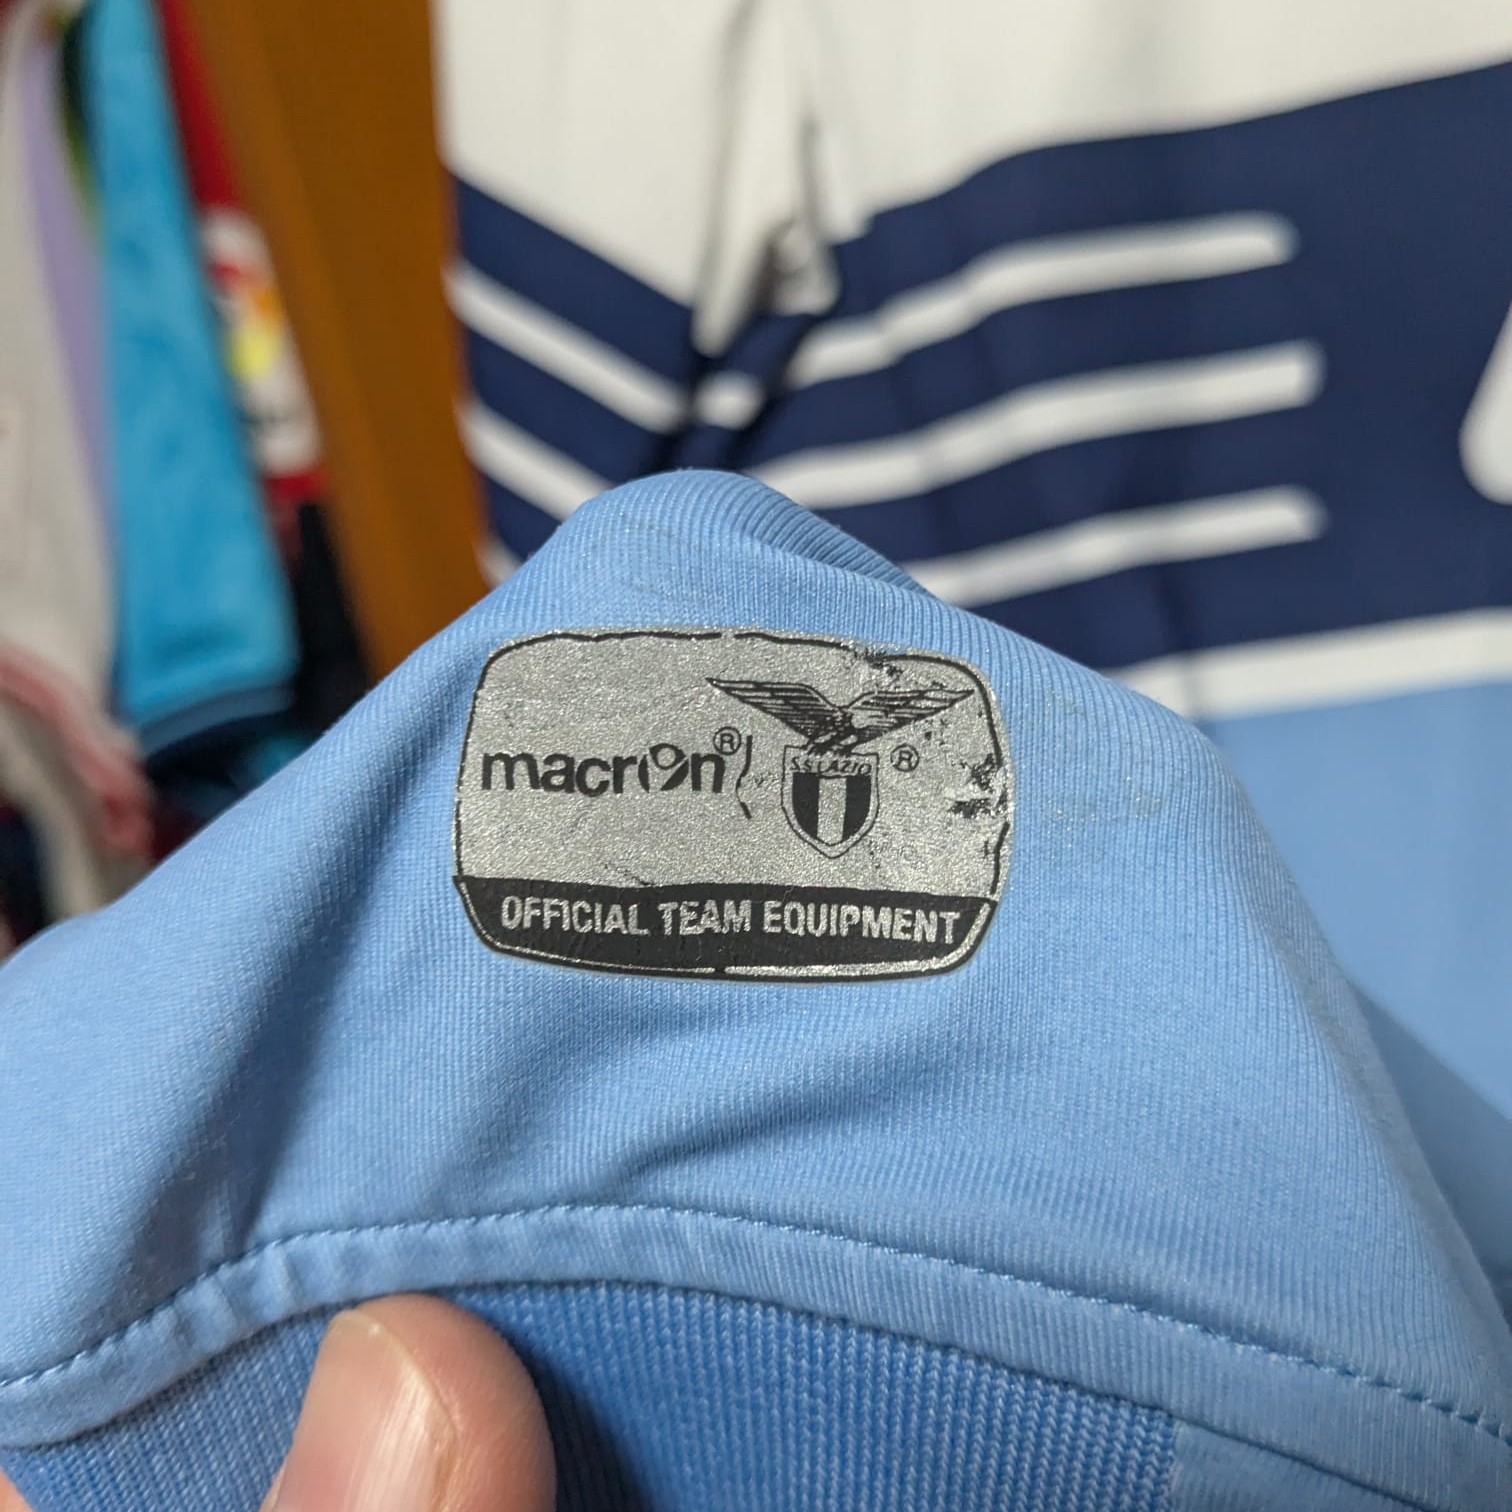 macron®
S.S.LAZIO ®
OFFICIAL TEAM EQUIPMENT